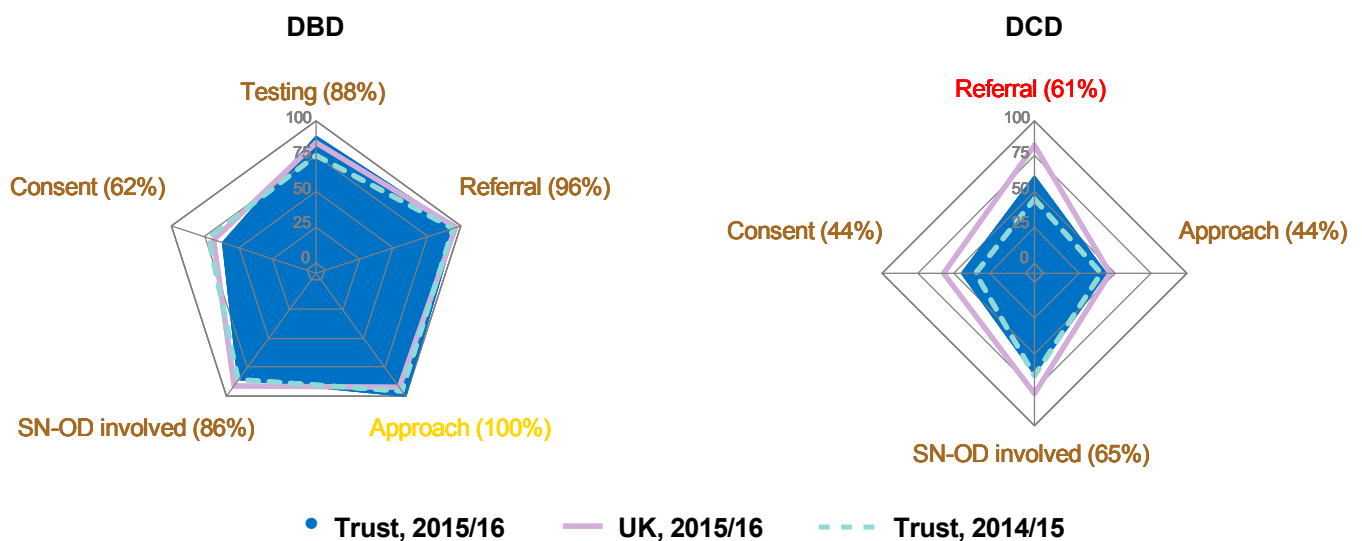 DBD
Testing (88%)
100
75
50
25
0
Consent (62%)
Referral (96%)
SN-OD involved (86%)
Approach (100%)
DCD
Referral (61%)
100
75
50
25
0
Consent (44%)
Approach (44%)
SN-OD involved (65%)
Trust, 2015/16
UK, 2015/16
Trust, 2014/15